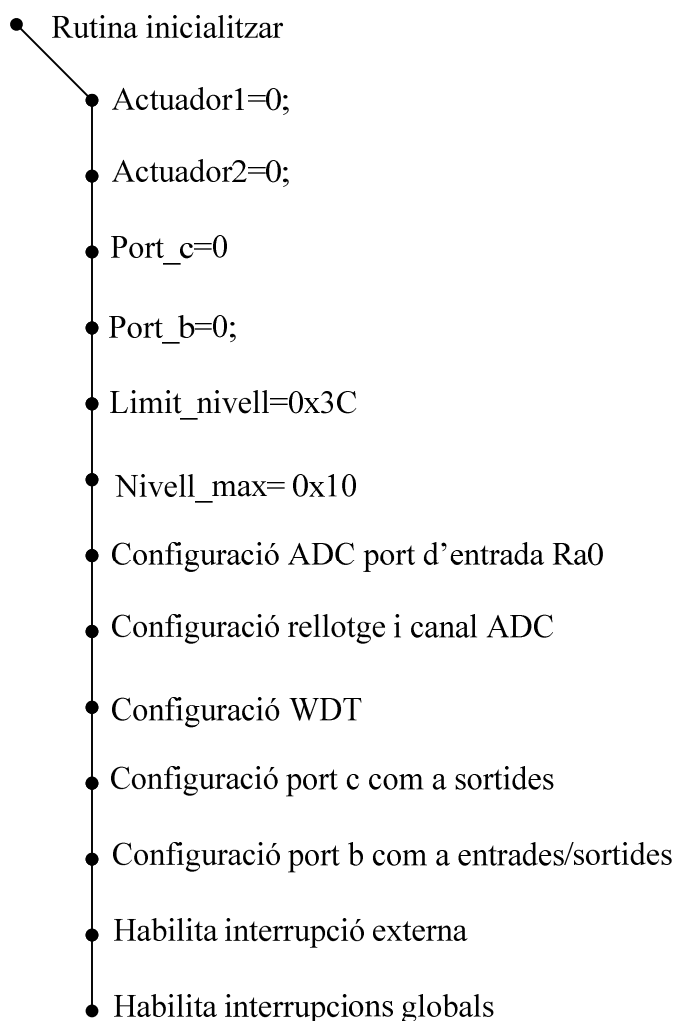 Rutina inicialitzar
Actuador1=0;
Actuador2=0;
Port_c=0
Port_b=0;
Limit_nivell=0x3C
Nivell_max= 0x10
Configuració ADC port d’entrada Ra0
Configuració rellotge i canal ADC
Configuració WDT
Configuració port c com a sortides
Configuració port b com a entrades/sortides
Habilita interrupció externa
Habilita interrupcions globals